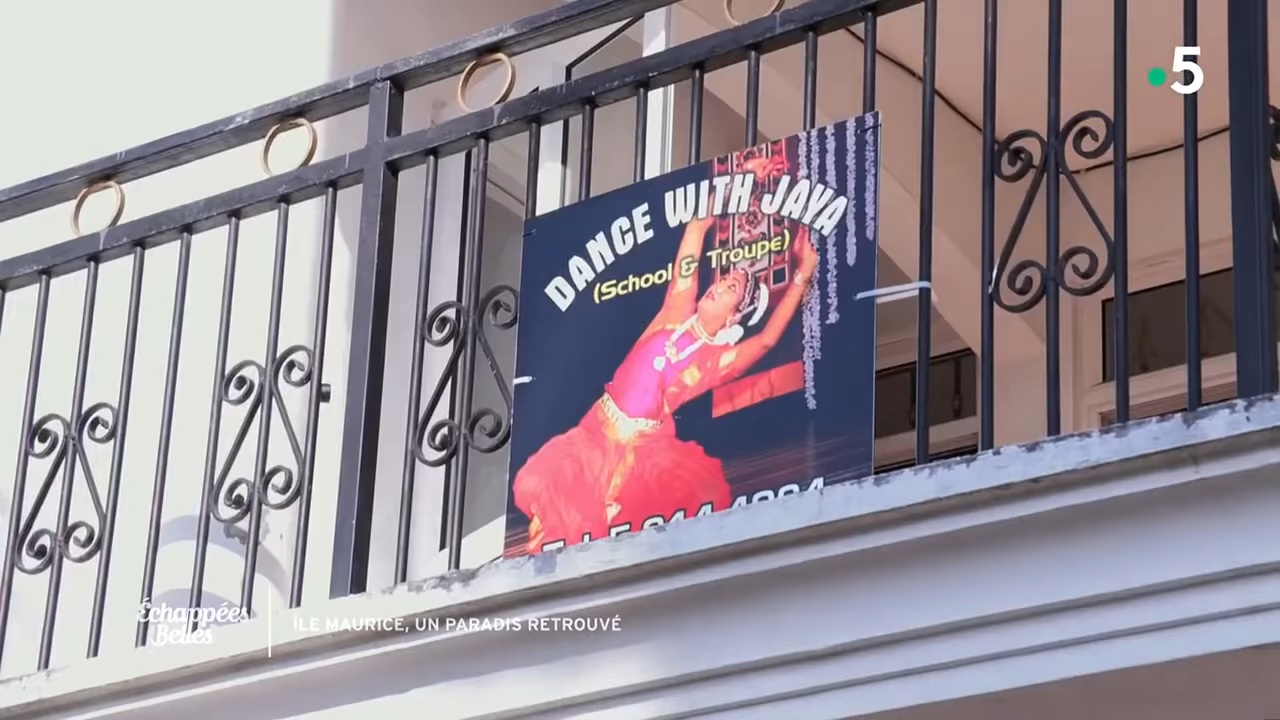 5
DANCE WITH JAYA
(School & Troupe)
Échappées
Belles
ÎLE MAURICE, UN PARADIS RETROUVÉ